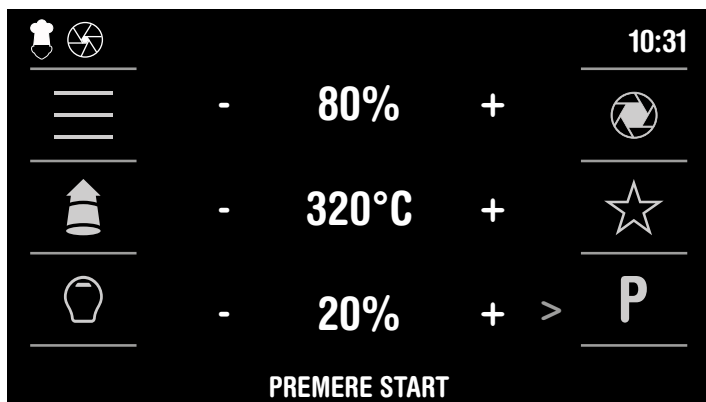 10:31
- 80% +
- 320°C +
- 20% + > P
PREMERE START